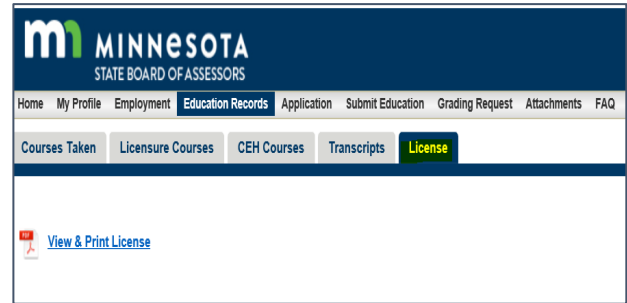 MINNESOTA
STATE BOARD OF ASSESSORS
Home My Profile Employment Education Records Application Submit Education Grading Request Attachments FAQ
Courses Taken Licensure Courses CEH Courses Transcripts License
PDF View & Print License